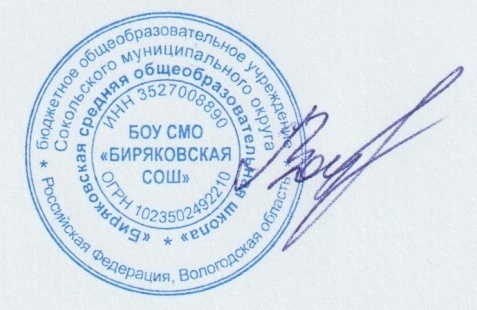 бюджетное общеобразовательное учреждение
Сокольского муниципального округа
«Биряковская средняя общеобразовательная школа»
ИНН 3527008890
БОУ СМО
«БИРЯКОВСКАЯ
СОШ»
ОГРН 1023502492210
* Российская Федерация, Вологодская область *